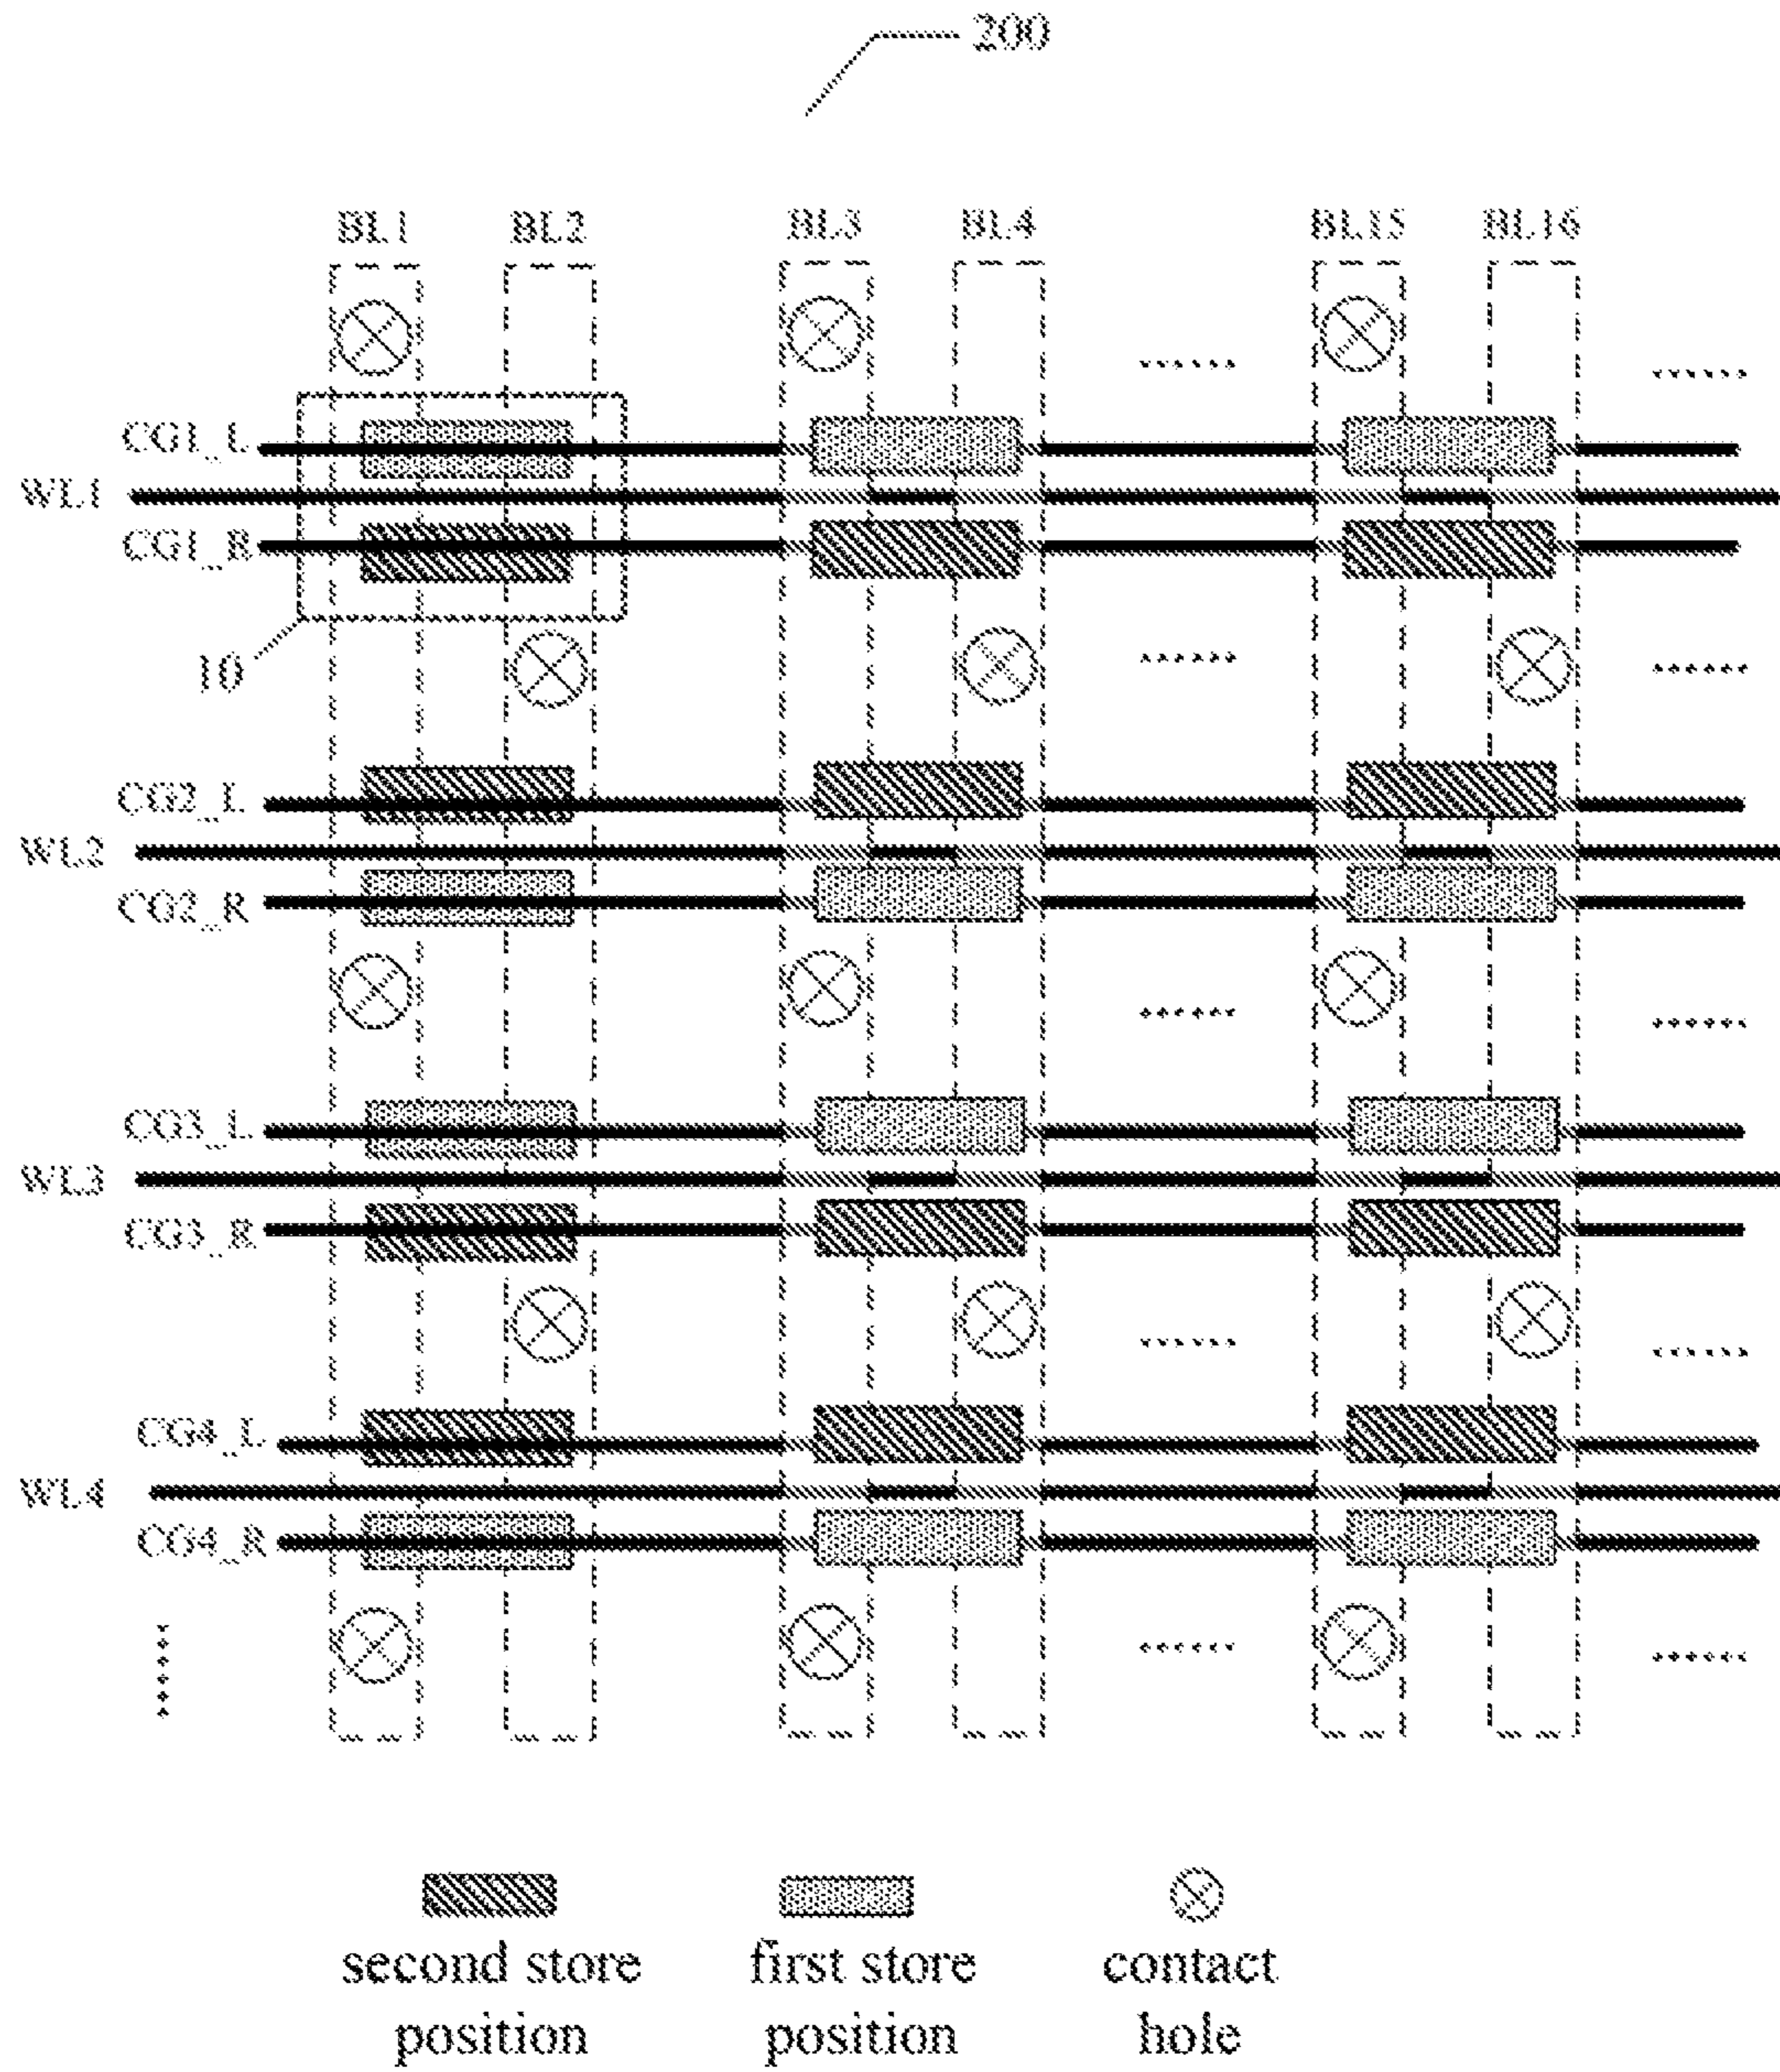 200
BL1 BL2 BL3 BL4 BL15 BL16
......
......
CG1_L
WL1
CG1_R
10
......
......
CG2_L
WL2
CG2_R
......
......
CG3_L
WL3
CG3_R
......
......
CG4_L
WL4
CG4_R
......
......
......
second store
position
first store
position
contact
hole